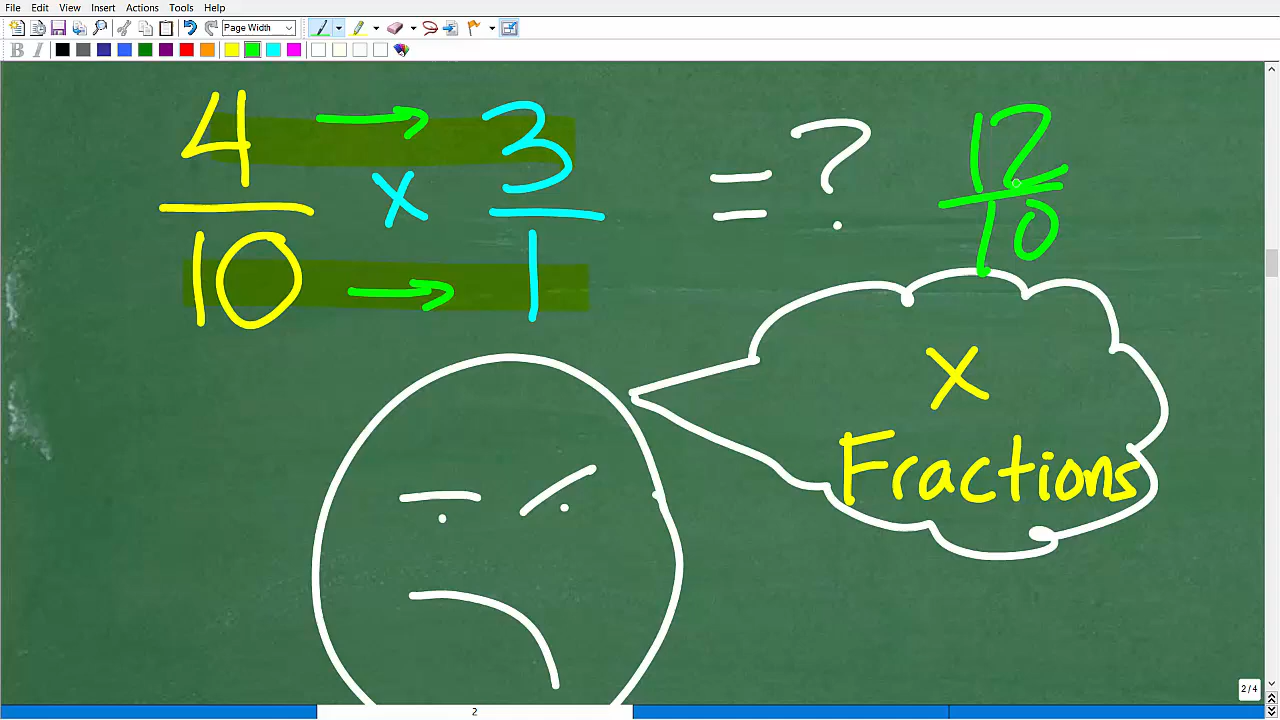 File Edit View Insert Actions Tools Help
Page Width
B I
4/10 x 3/1 = ? 12/10
x
Fractions
2/4
2